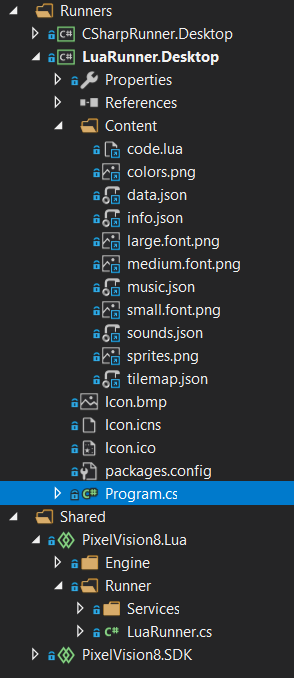 Runners
C# CSharpRunner.Desktop
C# LuaRunner.Desktop
Properties
References
Content
code.lua
colors.png
data.json
info.json
large.font.png
medium.font.png
music.json
small.font.png
sounds.json
sprites.png
tilemap.json
Icon.bmp
Icon.icns
Icon.ico
packages.config
C# Program.cs
Shared
PixelVision8.Lua
Engine
Runner
Services
C# LuaRunner.cs
PixelVision8.SDK